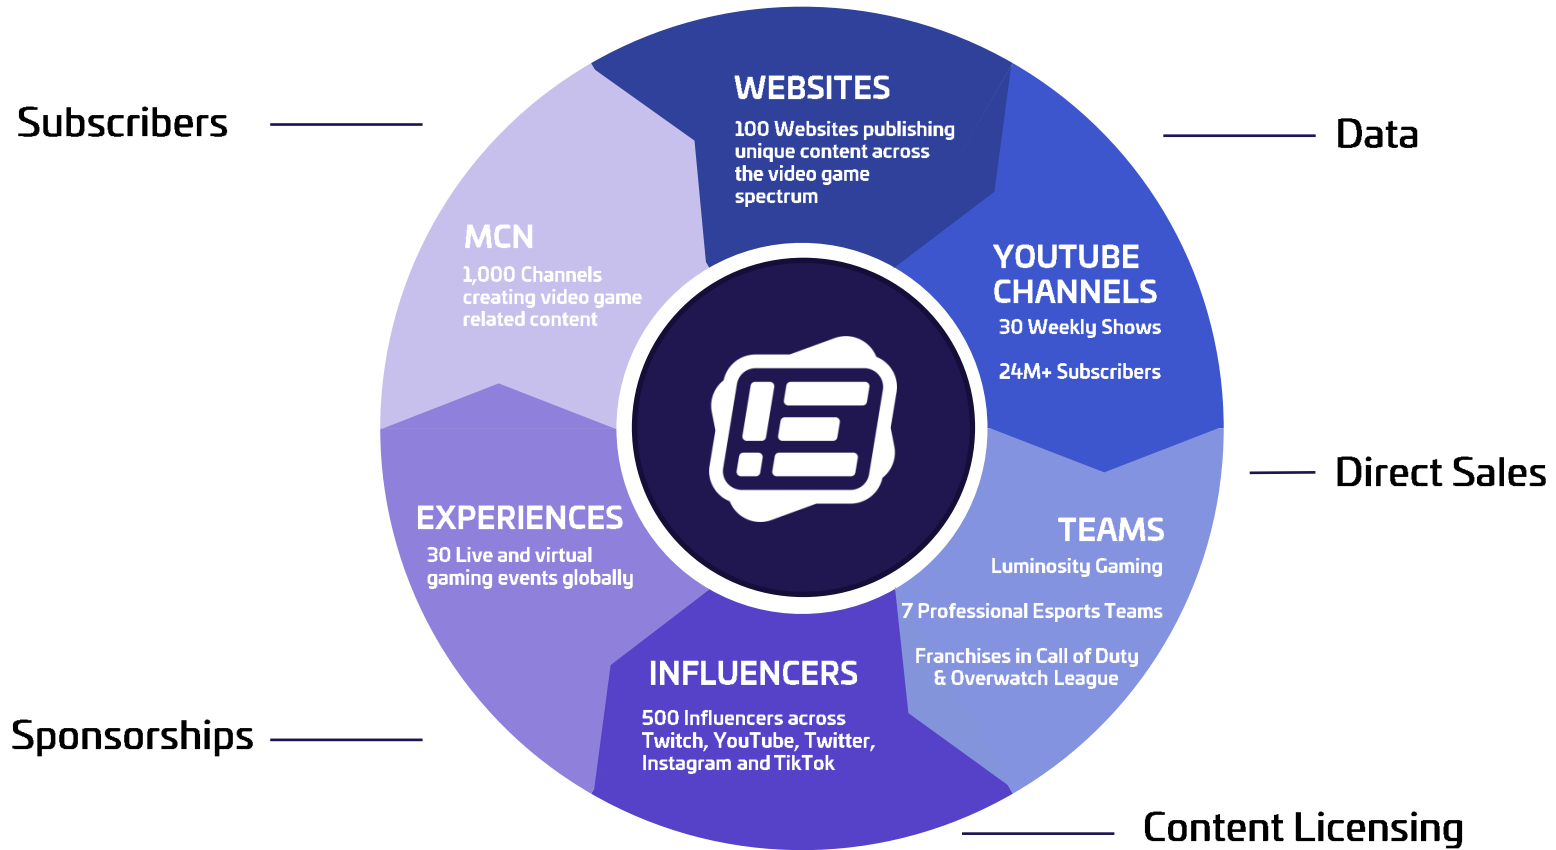 Subscribers
Data
Direct Sales
Sponsorships
Content Licensing
WEBSITES
100 Websites publishing
unique content across
the video game
spectrum
YOUTUBE
CHANNELS
30 Weekly Shows
24M+ Subscribers
TEAMS
Luminosity Gaming
7 Professional Esports Teams
Franchises in Call of Duty
& Overwatch League
INFLUENCERS
500 Influencers across
Twitch, YouTube, Twitter,
Instagram and TikTok
EXPERIENCES
30 Live and virtual
gaming events globally
MCN
1,000 Channels
creating video game
related content